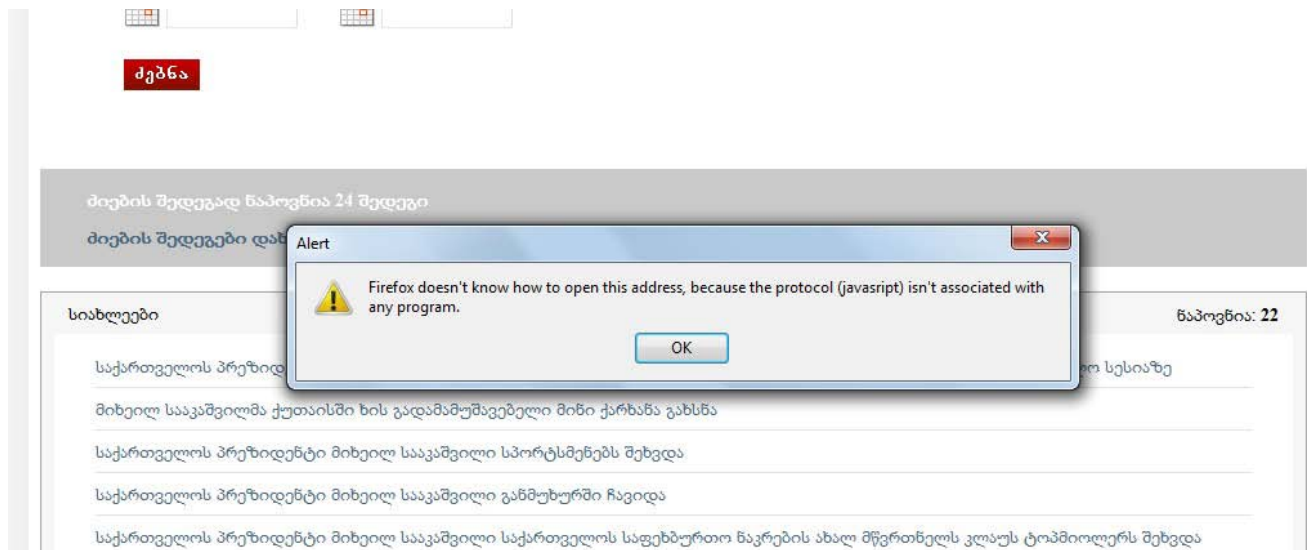 ძებნა
ძიების შედეგად ნაპოვნია 24 შედეგი
ძიების შედეგები
Alert
Firefox doesn't know how to open this address, because the protocol (javasript) isn't associated with
any program.
OK
სიახლეები ნაპოვნია: 22
საქართველოს სესიაზე
მიხეილ სააკაშვილმა ქუთაისში ხის გადამამუშავებელი მინი ქარხანა გახსნა
საქართველოს პრეზიდენტი მიხეილ სააკაშვილი სპორტსმენებს შეხვდა
საქართველოს პრეზიდენტი მიხეილ სააკაშვილი განმუხურში ჩავიდა
საქართველოს პრეზიდენტი მიხეილ სააკაშვილი საქართველოს საფეხბურთო ნაკრების ახალ მწვრთნელს კლაუს ტოპმიოლერს შეხვდა